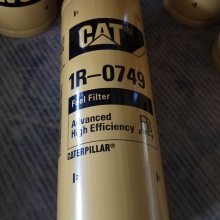 CAT
1R-0749
Fuel Filter
Advanced
High Efficiency
CATERPILLAR®